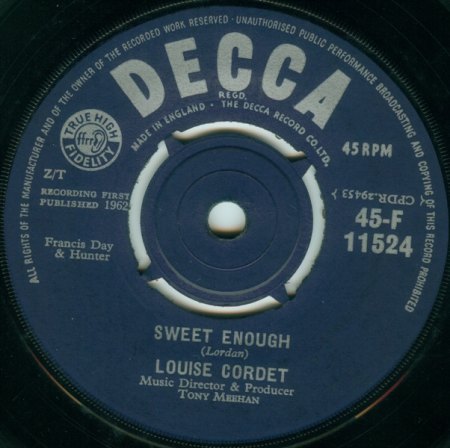 ALL RIGHTS OF THE MANUFACTURER AND OF THE OWNER OF THE RECORDED WORK RESERVED · UNAUTHORISED PUBLIC PERFORMANCE BROADCASTING AND COPYING OF THIS RECORD PROHIBITED
DECCA
REGD.
MADE IN ENGLAND · THE DECCA RECORD CO. LTD.
TRUE HIGH
ffrr
FIDELITY
45 RPM
Z/T
RECORDING FIRST
PUBLISHED 1962
(CPDR·29453)
45-F
11524
Francis Day
& Hunter
SWEET ENOUGH
(Lordan)
LOUISE CORDET
Music Director & Producer
TONY MEEHAN